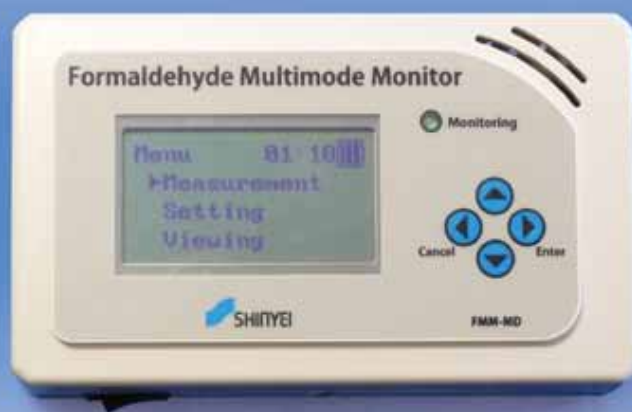 Formaldehyde Multimode Monitor
Monitoring
Menu 01:10
▶Measurement
Setting
Viewing
Cancel
Enter
SHINYEI
FMM-MD